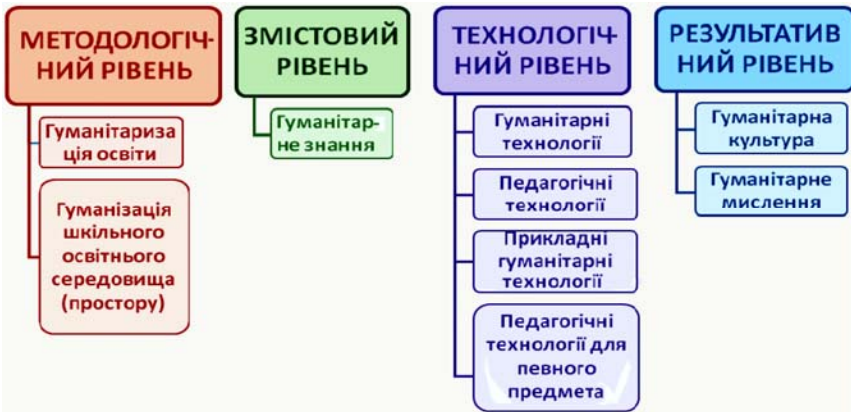 МЕТОДОЛОГІЧ-
НИЙ РІВЕНЬ
Гуманітариза
ція освіти
Гуманізація
шкільного
освітнього
середовища
(простору)
ЗМІСТОВИЙ
РІВЕНЬ
Гуманітар-
не знання
ТЕХНОЛОГІЧ-
НИЙ РІВЕНЬ
Гуманітарні
технології
Педагогічні
технології
Прикладні
гуманітарні
технології
Педагогічні
технології для
певного
предмета
РЕЗУЛЬТАТИВ
НИЙ РІВЕНЬ
Гуманітарна
культура
Гуманітарне
мислення